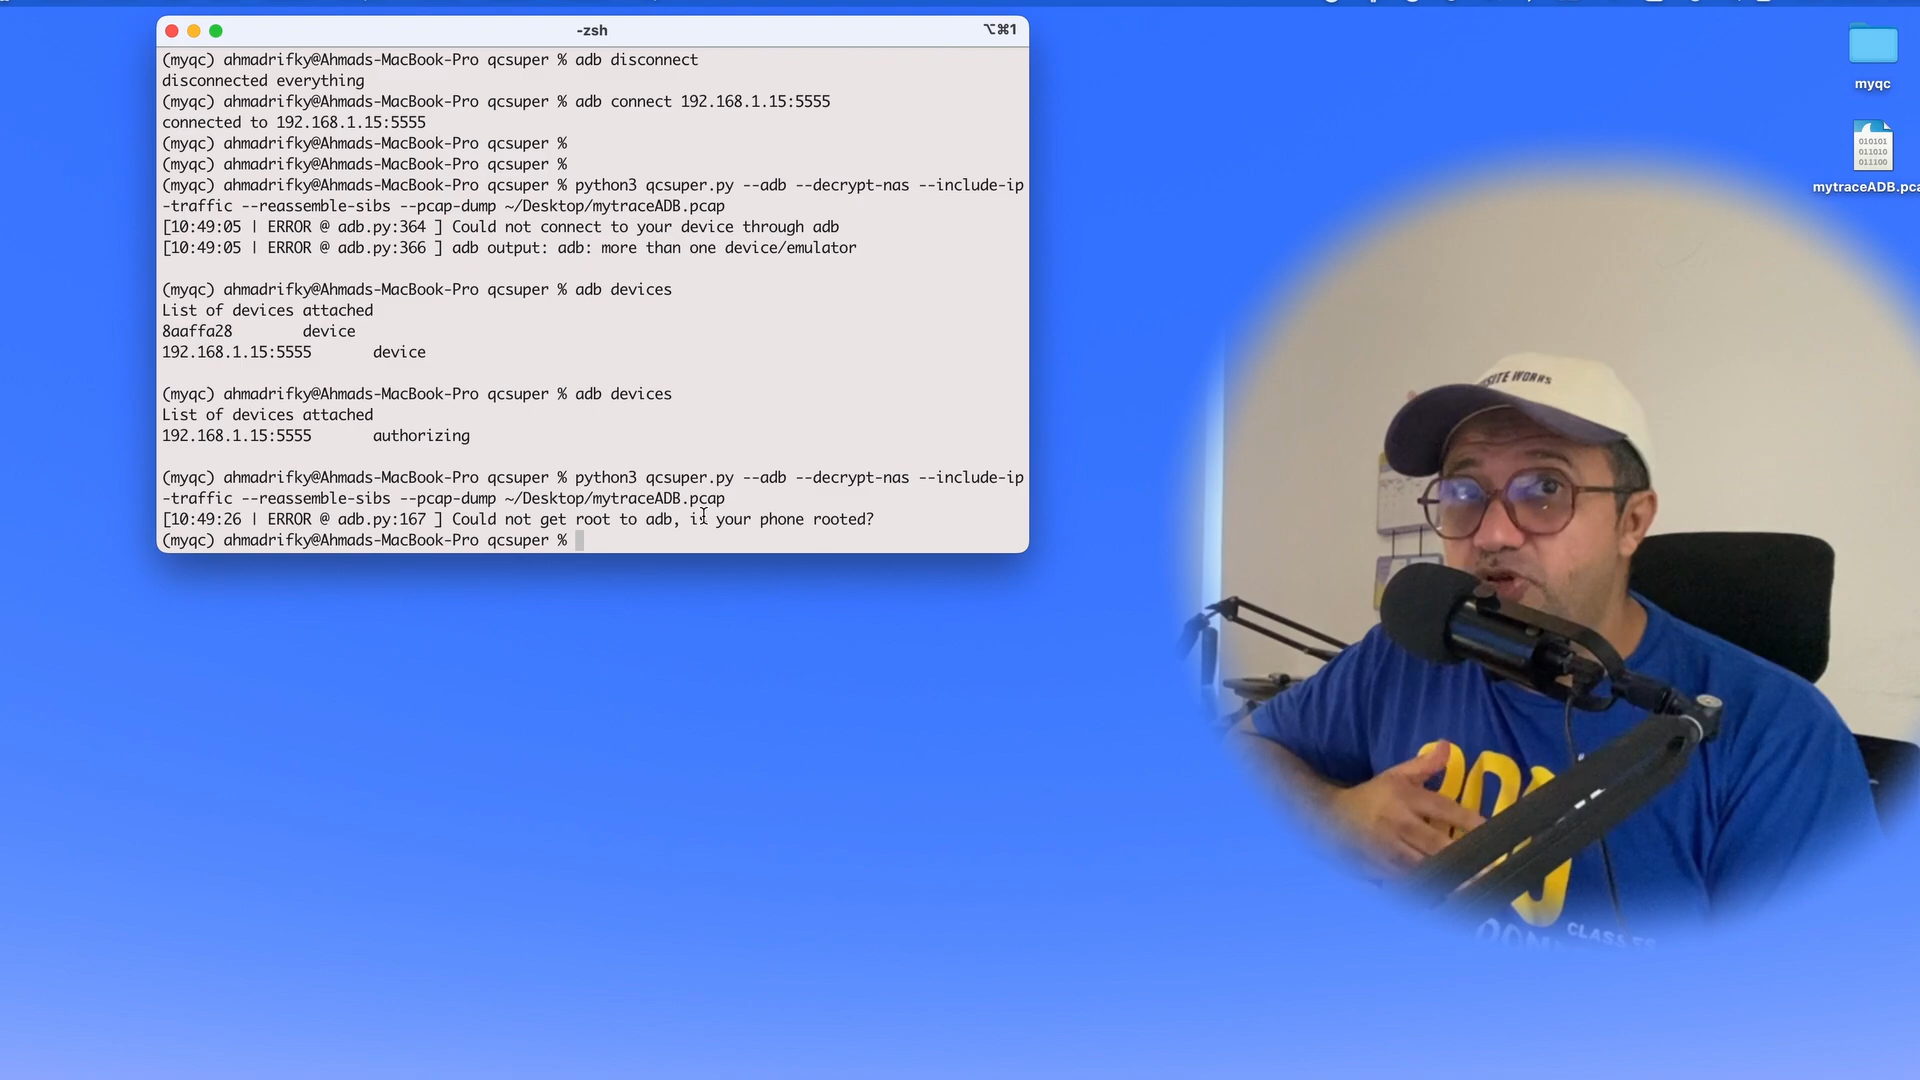 -zsh
⌥⌘1
(myqc) ahmadrifky@Ahmads-MacBook-Pro qcsuper % adb disconnect
disconnected everything
(myqc) ahmadrifky@Ahmads-MacBook-Pro qcsuper % adb connect 192.168.1.15:5555
connected to 192.168.1.15:5555
(myqc) ahmadrifky@Ahmads-MacBook-Pro qcsuper %
(myqc) ahmadrifky@Ahmads-MacBook-Pro qcsuper %
(myqc) ahmadrifky@Ahmads-MacBook-Pro qcsuper % python3 qcsuper.py --adb --decrypt-nas --include-ip
-traffic --reassemble-sibs --pcap-dump ~/Desktop/mytraceADB.pcap
[10:49:05 | ERROR @ adb.py:364 ] Could not connect to your device through adb
[10:49:05 | ERROR @ adb.py:366 ] adb output: adb: more than one device/emulator
(myqc) ahmadrifky@Ahmads-MacBook-Pro qcsuper % adb devices
List of devices attached
8aaffa28 device
192.168.1.15:5555 device
(myqc) ahmadrifky@Ahmads-MacBook-Pro qcsuper % adb devices
List of devices attached
192.168.1.15:5555 authorizing
(myqc) ahmadrifky@Ahmads-MacBook-Pro qcsuper % python3 qcsuper.py --adb --decrypt-nas --include-ip
-traffic --reassemble-sibs --pcap-dump ~/Desktop/mytraceADB.pcap
[10:49:26 | ERROR @ adb.py:167 ] Could not get root to adb, is your phone rooted?
(myqc) ahmadrifky@Ahmads-MacBook-Pro qcsuper %
myqc
010101
011010
011100
mytraceADB.pca
WORKS